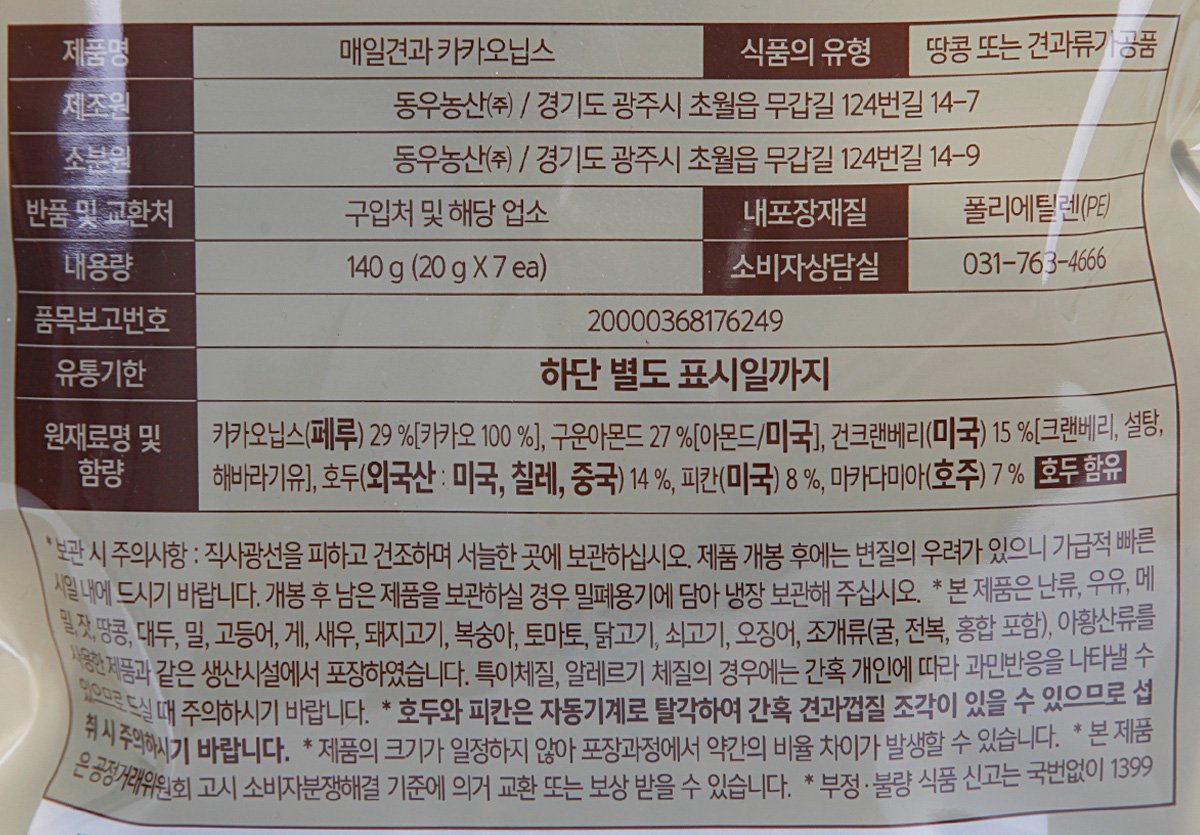 제품명 매일견과 카카오닙스 식품의 유형 땅콩 또는 견과류가공품
제조원 동우농산(주) / 경기도 광주시 초월읍 무갑길 124번길 14-7
소분원 동우농산(주) / 경기도 광주시 초월읍 무갑길 124번길 14-9
반품 및 교환처 구입처 및 해당 업소 내포장재질 폴리에틸렌(PE)
내용량 140 g (20 g X 7 ea) 소비자상담실 031-763-4666
품목보고번호 20000368176249
유통기한 하단 별도 표시일까지
원재료명 및 함량 카카오닙스(페루) 29 %[카카오 100 %], 구운아몬드 27 %[아몬드/미국], 건크랜베리(미국) 15 %[크랜베리, 설탕,
해바라기유], 호두(외국산 : 미국, 칠레, 중국) 14 %, 피칸(미국) 8 %, 마카다미아(호주) 7 % 호두 함유
* 보관 시 주의사항 : 직사광선을 피하고 건조하며 서늘한 곳에 보관하십시오. 제품 개봉 후에는 변질의 우려가 있으니 가급적 빠른
시일 내에 드시기 바랍니다. 개봉 후 남은 제품을 보관하실 경우 밀폐용기에 담아 냉장 보관해 주십시오. * 본 제품은 난류, 우유, 메
밀, 잣, 땅콩, 대두, 밀, 고등어, 게, 새우, 돼지고기, 복숭아, 토마토, 닭고기, 쇠고기, 오징어, 조개류(굴, 전복, 홍합 포함), 아황산류를
사용한 제품과 같은 생산시설에서 포장하였습니다. 특이체질, 알레르기 체질의 경우에는 간혹 개인에 따라 과민반응을 나타낼 수
있으므로 드실 때 주의하시기 바랍니다. * 호두와 피칸은 자동기계로 탈각하여 간혹 견과껍질 조각이 있을 수 있으므로 섭
취 시 주의하시기 바랍니다. * 제품의 크기가 일정하지 않아 포장과정에서 약간의 비율 차이가 발생할 수 있습니다. * 본 제품
은 공정거래위원회 고시 소비자분쟁해결 기준에 의거 교환 또는 보상 받을 수 있습니다. * 부정·불량 식품 신고는 국번없이 1399